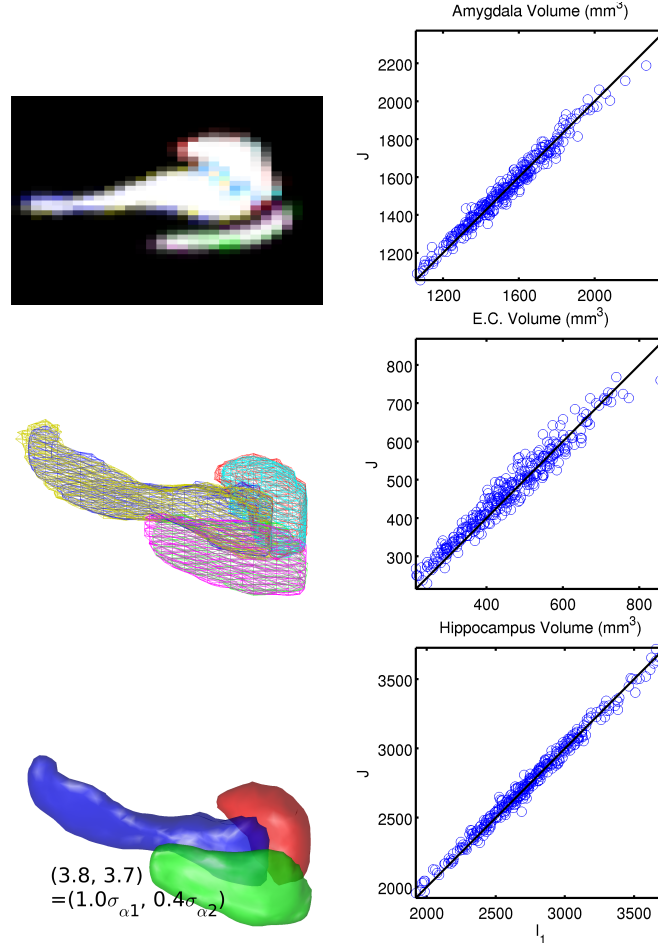 Amygdala Volume (mm³)
2200
2000
1800
1600
1400
1200
J
1200 1600 2000
E.C. Volume (mm³)
800
700
600
500
400
300
J
400 600 800
Hippocampus Volume (mm³)
3500
3000
2500
2000
J
2000 2500 3000 3500
I₁
(3.8, 3.7)
=(1.0σ_α1, 0.4σ_α2)